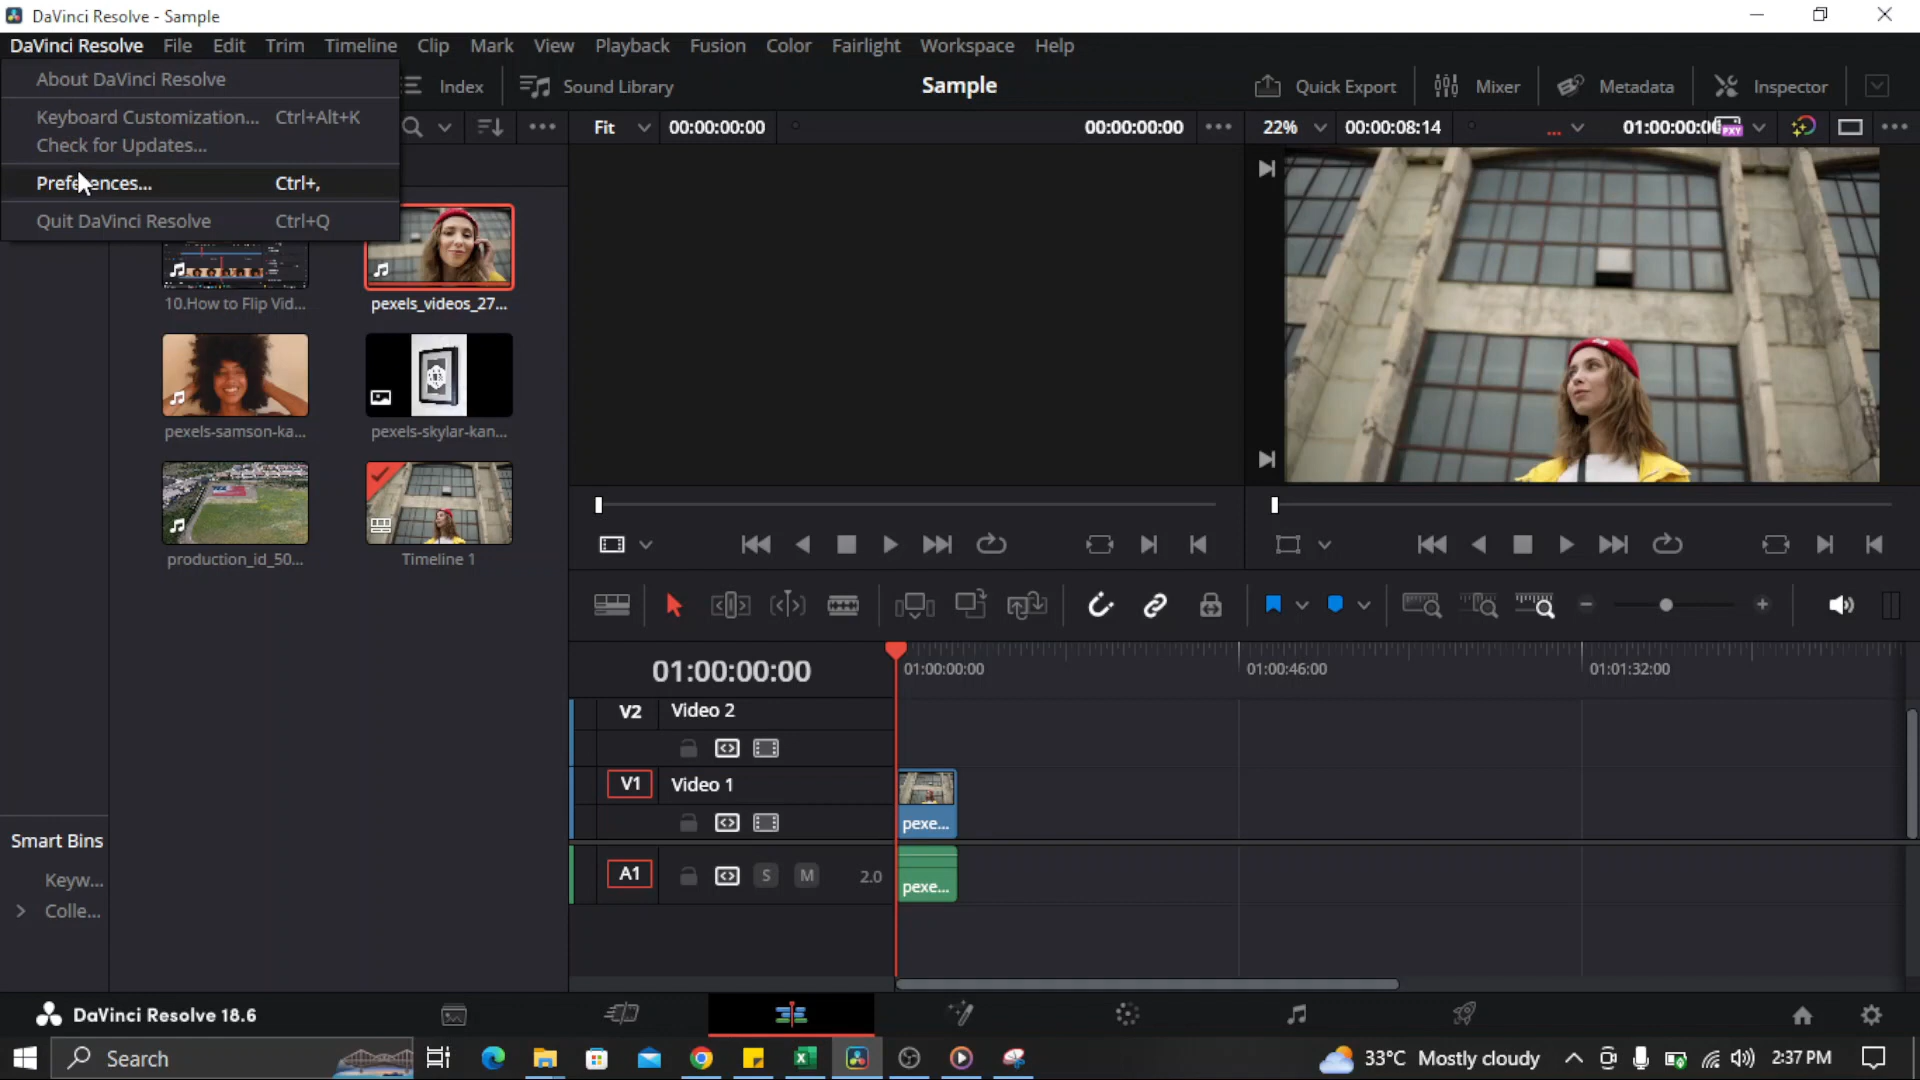 DaVinci Resolve - Sample
DaVinci Resolve File Edit Trim Timeline Clip Mark View Playback Fusion Color Fairlight Workspace Help
About DaVinci Resolve
Keyboard Customization... Ctrl+Alt+K
Check for Updates...
Preferences... Ctrl+,
Quit DaVinci Resolve Ctrl+Q
Index Sound Library Sample Quick Export Mixer Metadata Inspector
Fit 00:00:00:00 00:00:00:00 22% 00:00:08:14 ... 01:00:00:0 PXY
10.How to Flip Vid... pexels_videos_27...
pexels-samson-ka... pexels-skylar-kan...
production_id_50... Timeline 1
01:00:00:00 01:00:00:00 01:00:46:00 01:01:32:00
V2 Video 2
V1 Video 1
pexe...
A1 S M 2.0 pexe...
Smart Bins
Keyw...
Colle...
DaVinci Resolve 18.6
Search 33°C Mostly cloudy 2:37 PM